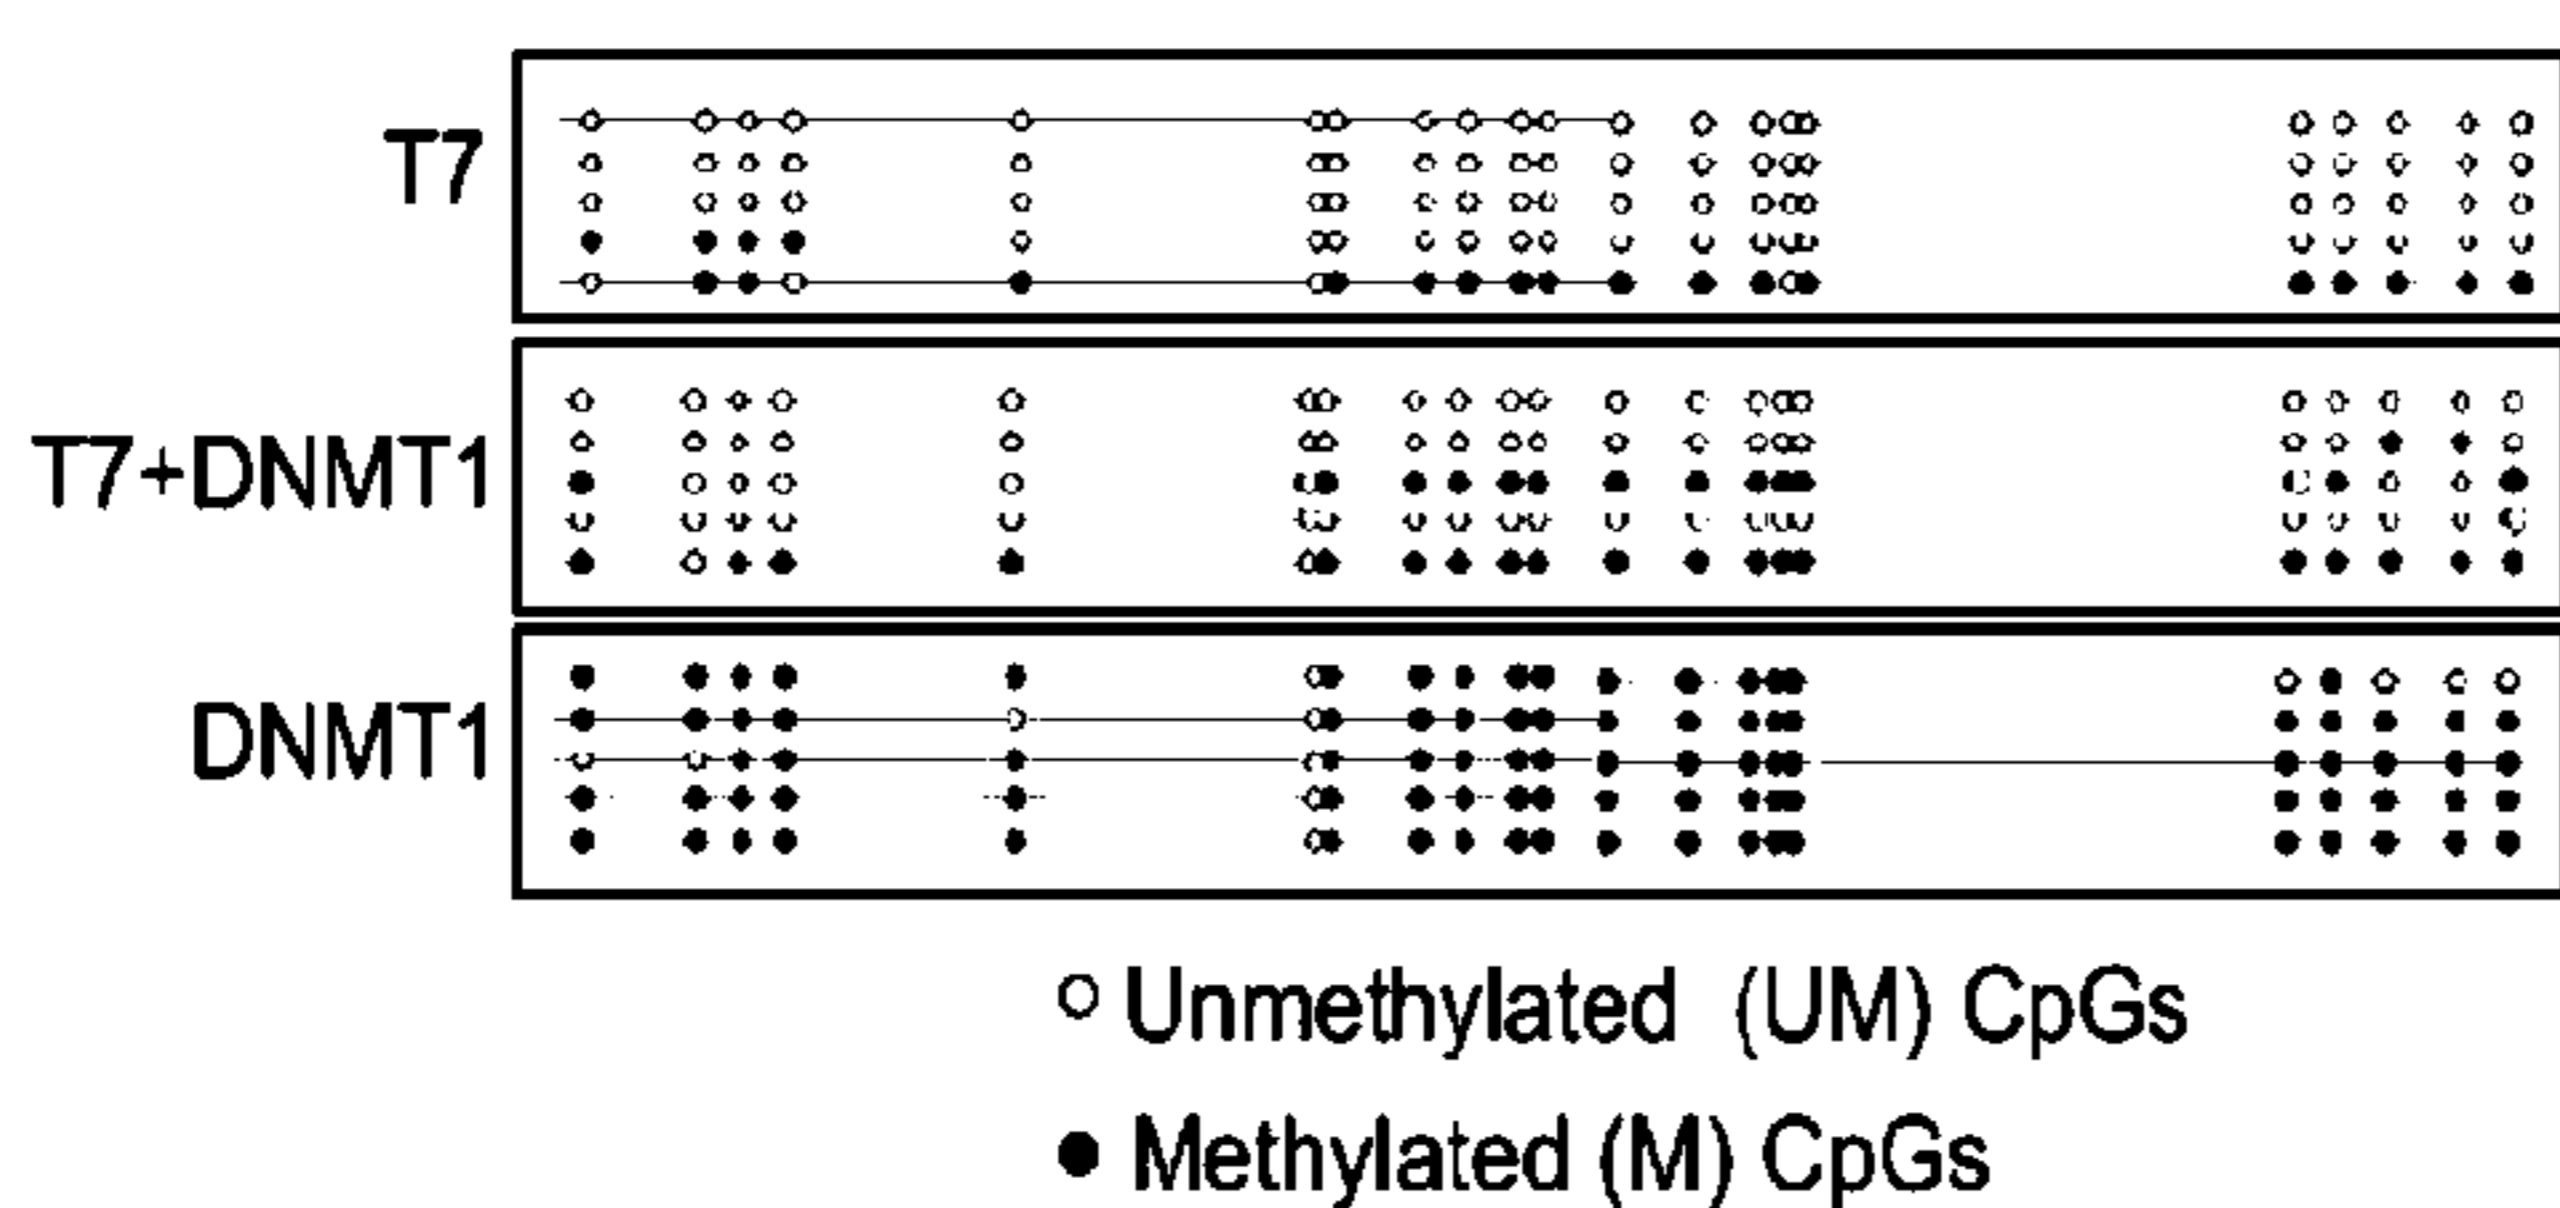 T7
T7+DNMT1
DNMT1
Unmethylated (UM) CpGs
Methylated (M) CpGs